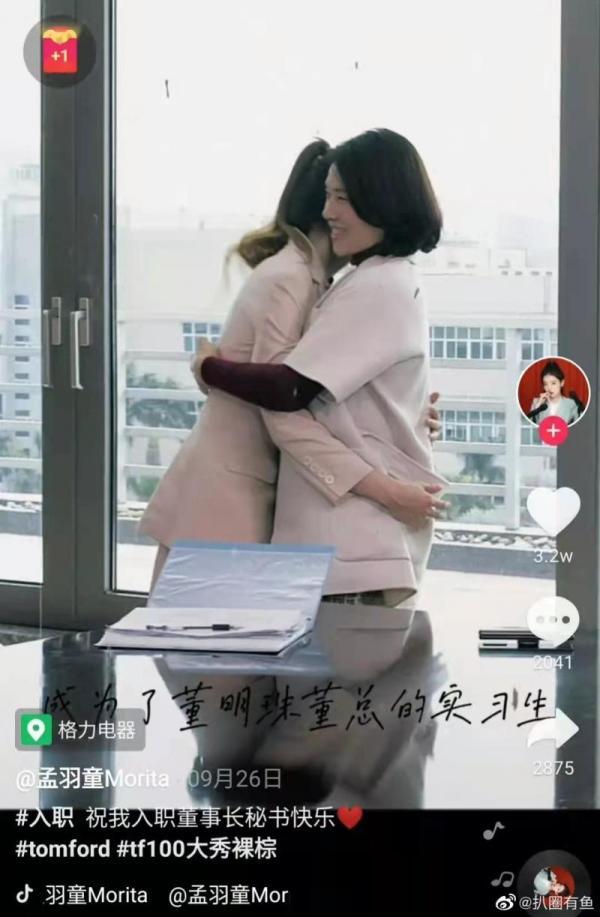 +1
3.2w
2041
成为了董明珠董总的实习生
格力电器
2875
@孟羽童Morita 09月26日
#入职 祝我入职董事长秘书快乐❤️
#tomford #tf100大秀裸棕
羽童Morita @孟羽童Mor
@扒圈有鱼